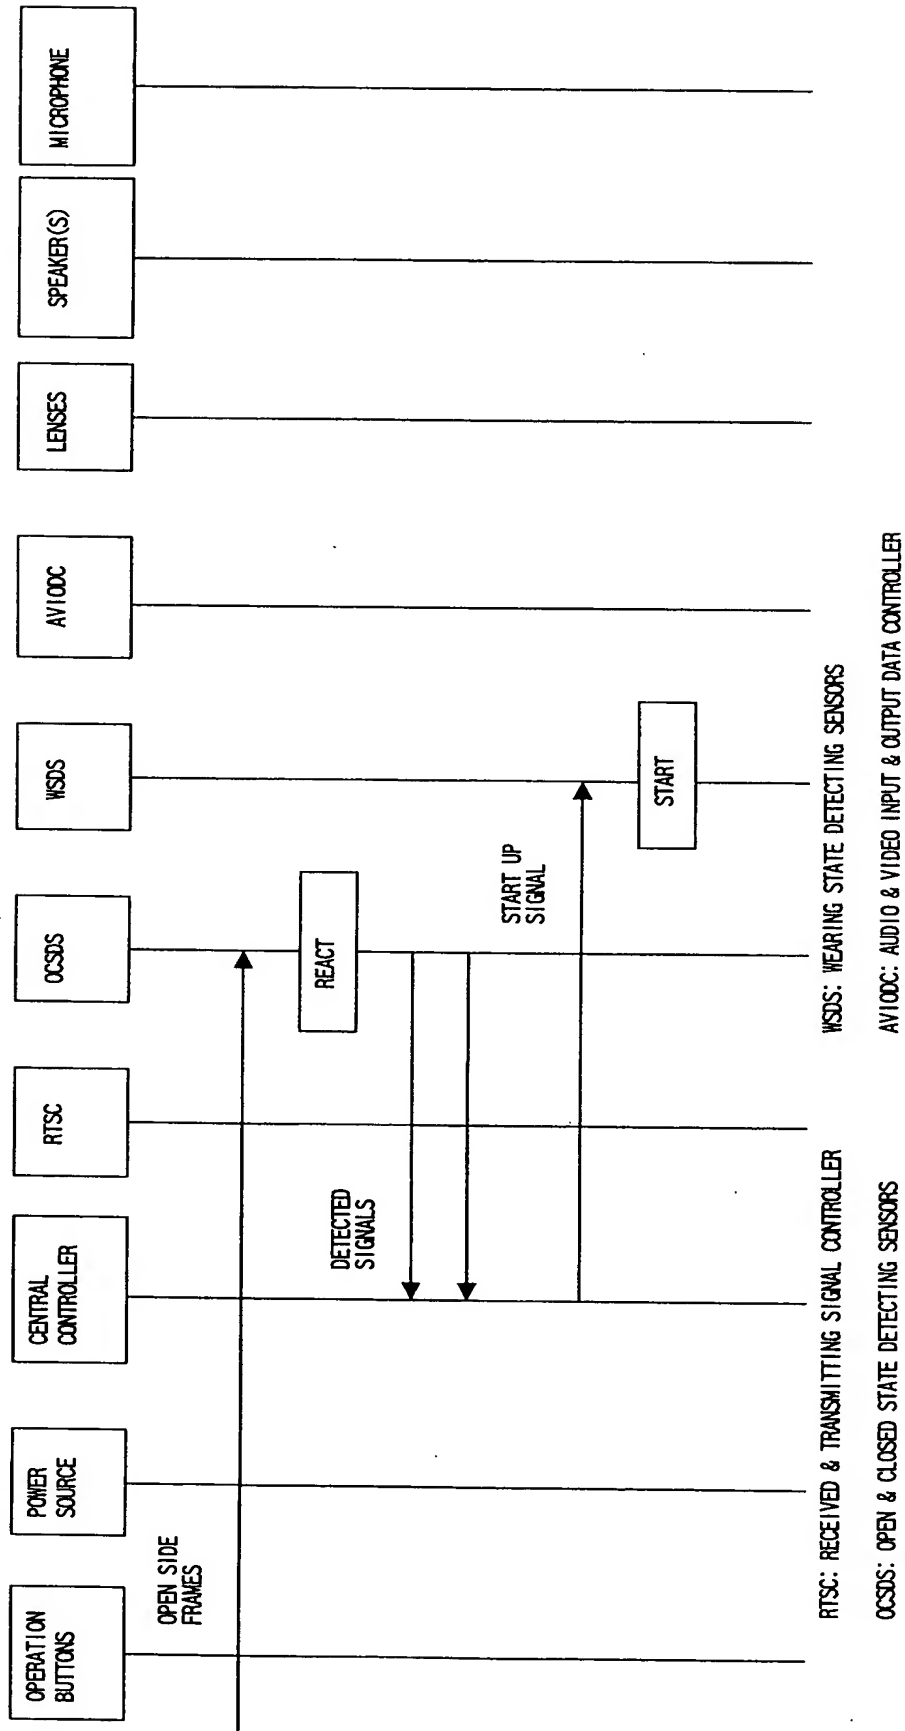 OPERATION
BUTTONS
POWER
SOURCE
CENTRAL
CONTROLLER
RTSC
OCSDS
WSDS
AVIODC
LENSES
SPEAKER(S)
MICROPHONE
OPEN SIDE
FRAMES
REACT
DETECTED
SIGNALS
START UP
SIGNAL
START
RTSC: RECEIVED & TRANSMITTING SIGNAL CONTROLLER
WSDS: WEARING STATE DETECTING SENSORS
OCSDS: OPEN & CLOSED STATE DETECTING SENSORS
AVIODC: AUDIO & VIDEO INPUT & OUTPUT DATA CONTROLLER